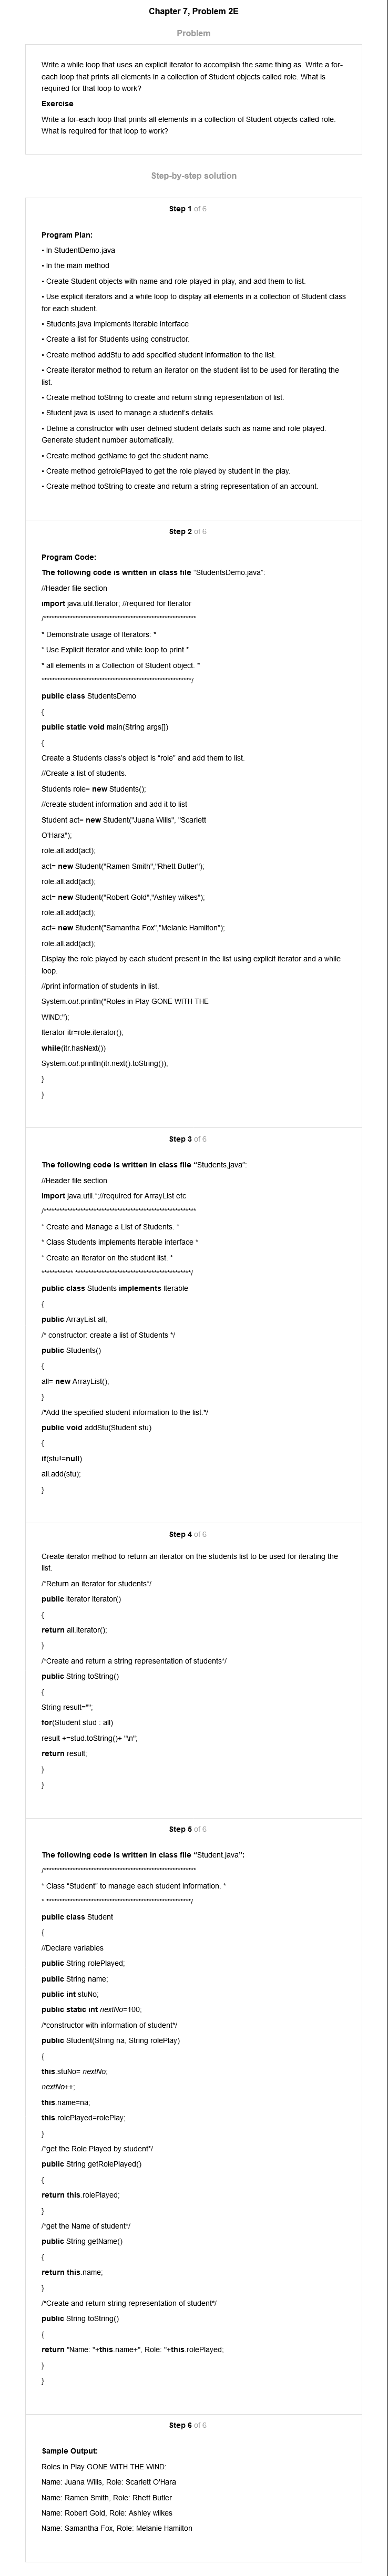 Chapter 7, Problem 2E
Problem
Write a while loop that uses an explicit iterator to accomplish the same thing as. Write a for-
each loop that prints all elements in a collection of Student objects called role. What is
required for that loop to work?
Exercise
Write a for-each loop that prints all elements in a collection of Student objects called role.
What is required for that loop to work?
Step-by-step solution
Step 1 of 6
Program Plan:
• In StudentDemo.java
• In the main method
• Create Student objects with name and role played in play, and add them to list.
• Use explicit iterators and a while loop to display all elements in a collection of Student class
for each student.
• Students.java implements Iterable interface
• Create a list for Students using constructor.
• Create method addStu to add specified student information to the list.
• Create iterator method to return an iterator on the student list to be used for iterating the
list.
• Create method toString to create and return string representation of list.
• Student.java is used to manage a student's details.
• Define a constructor with user defined student details such as name and role played.
Generate student number automatically.
• Create method getName to get the student name.
• Create method getrolePlayed to get the role played by student in the play.
• Create method toString to create and return a string representation of an account.
Step 2 of 6
Program Code:
The following code is written in class file "StudentsDemo.java":
//Header file section
import java.util.Iterator; //required for Iterator
/**********************************************************
* Demonstrate usage of Iterators: *
* Use Explicit iterator and while loop to print *
* all elements in a Collection of Student object. *
*********************************************************/
public class StudentsDemo
{
public static void main(String args[])
{
Create a Students class's object is "role" and add them to list.
//Create a list of students.
Students role= new Students();
//create student information and add it to list
Student act= new Student("Juana Wills", "Scarlett
O'Hara");
role.all.add(act);
act= new Student("Ramen Smith","Rhett Butler");
role.all.add(act);
act= new Student("Robert Gold","Ashley wilkes");
role.all.add(act);
act= new Student("Samantha Fox","Melanie Hamilton");
role.all.add(act);
Display the role played by each student present in the list using explicit iterator and a while
loop.
//print information of students in list.
System.out.println("Roles in Play GONE WITH THE
WIND:");
Iterator itr=role.iterator();
while(itr.hasNext())
System.out.println(itr.next().toString());
}
}
Step 3 of 6
The following code is written in class file "Students.java":
//Header file section
import java.util.*;//required for ArrayList etc
/**********************************************************
* Create and Manage a List of Students. *
* Class Students implements Iterable interface *
* Create an iterator on the student list. *
************ ********************************************/
public class Students implements Iterable
{
public ArrayList all;
/* constructor: create a list of Students */
public Students()
{
all= new ArrayList();
}
/*Add the specified student information to the list.*/
public void addStu(Student stu)
{
if(stu!=null)
all.add(stu);
}
Step 4 of 6
Create iterator method to return an iterator on the students list to be used for iterating the
list.
/*Return an iterator for students*/
public Iterator iterator()
{
return all.iterator();
}
/*Create and return a string representation of students*/
public String toString()
{
String result="";
for(Student stud : all)
result +=stud.toString()+ "\n";
return result;
}
}
Step 5 of 6
The following code is written in class file "Student.java":
/**********************************************************
* Class "Student" to manage each student information. *
* *******************************************************/
public class Student
{
//Declare variables
public String rolePlayed;
public String name;
public int stuNo;
public static int nextNo=100;
/*constructor with information of student*/
public Student(String na, String rolePlay)
{
this.stuNo= nextNo;
nextNo++;
this.name=na;
this.rolePlayed=rolePlay;
}
/*get the Role Played by student*/
public String getRolePlayed()
{
return this.rolePlayed;
}
/*get the Name of student*/
public String getName()
{
return this.name;
}
/*Create and return string representation of student*/
public String toString()
{
return "Name: "+this.name+", Role: "+this.rolePlayed;
}
}
Step 6 of 6
Sample Output:
Roles in Play GONE WITH THE WIND:
Name: Juana Wills, Role: Scarlett O'Hara
Name: Ramen Smith, Role: Rhett Butler
Name: Robert Gold, Role: Ashley wilkes
Name: Samantha Fox, Role: Melanie Hamilton